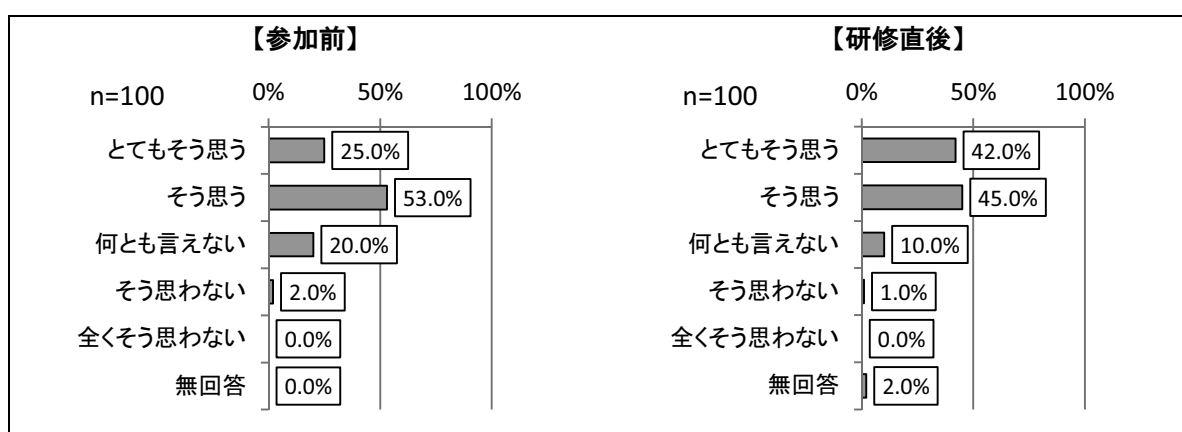 【参加前】
n=100
0% 50% 100%
とてもそう思う 25.0%
そう思う 53.0%
何とも言えない 20.0%
そう思わない 2.0%
全くそう思わない 0.0%
無回答 0.0%
【研修直後】
n=100
0% 50% 100%
とてもそう思う 42.0%
そう思う 45.0%
何とも言えない 10.0%
そう思わない 1.0%
全くそう思わない 0.0%
無回答 2.0%